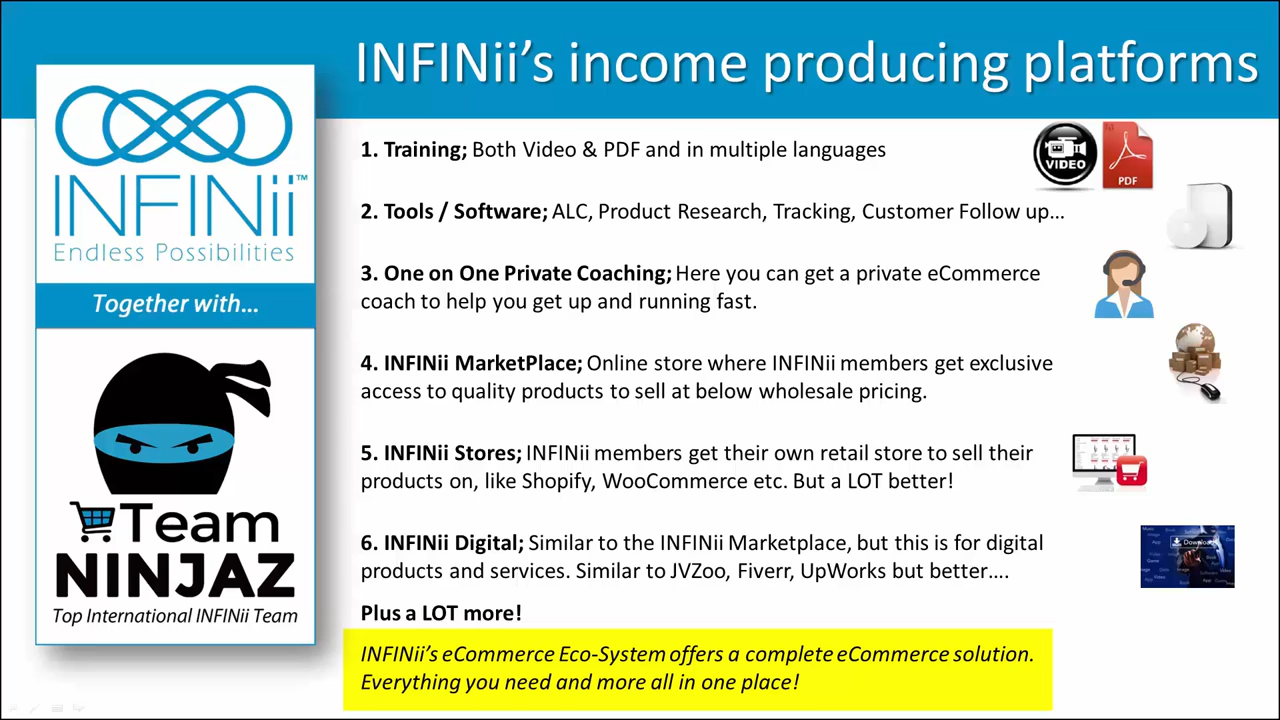 INFINii's income producing platforms
INFINii™
Endless Possibilities
Together with...
Team
NINJAZ
Top International INFINii Team
1. Training; Both Video & PDF and in multiple languages
VIDEO
PDF
2. Tools / Software; ALC, Product Research, Tracking, Customer Follow up...
3. One on One Private Coaching; Here you can get a private eCommerce
coach to help you get up and running fast.
4. INFINii MarketPlace; Online store where INFINii members get exclusive
access to quality products to sell at below wholesale pricing.
5. INFINii Stores; INFINii members get their own retail store to sell their
products on, like Shopify, WooCommerce etc. But a LOT better!
6. INFINii Digital; Similar to the INFINii Marketplace, but this is for digital
products and services. Similar to JVZoo, Fiverr, UpWorks but better....
Download
Plus a LOT more!
INFINii's eCommerce Eco-System offers a complete eCommerce solution.
Everything you need and more all in one place!